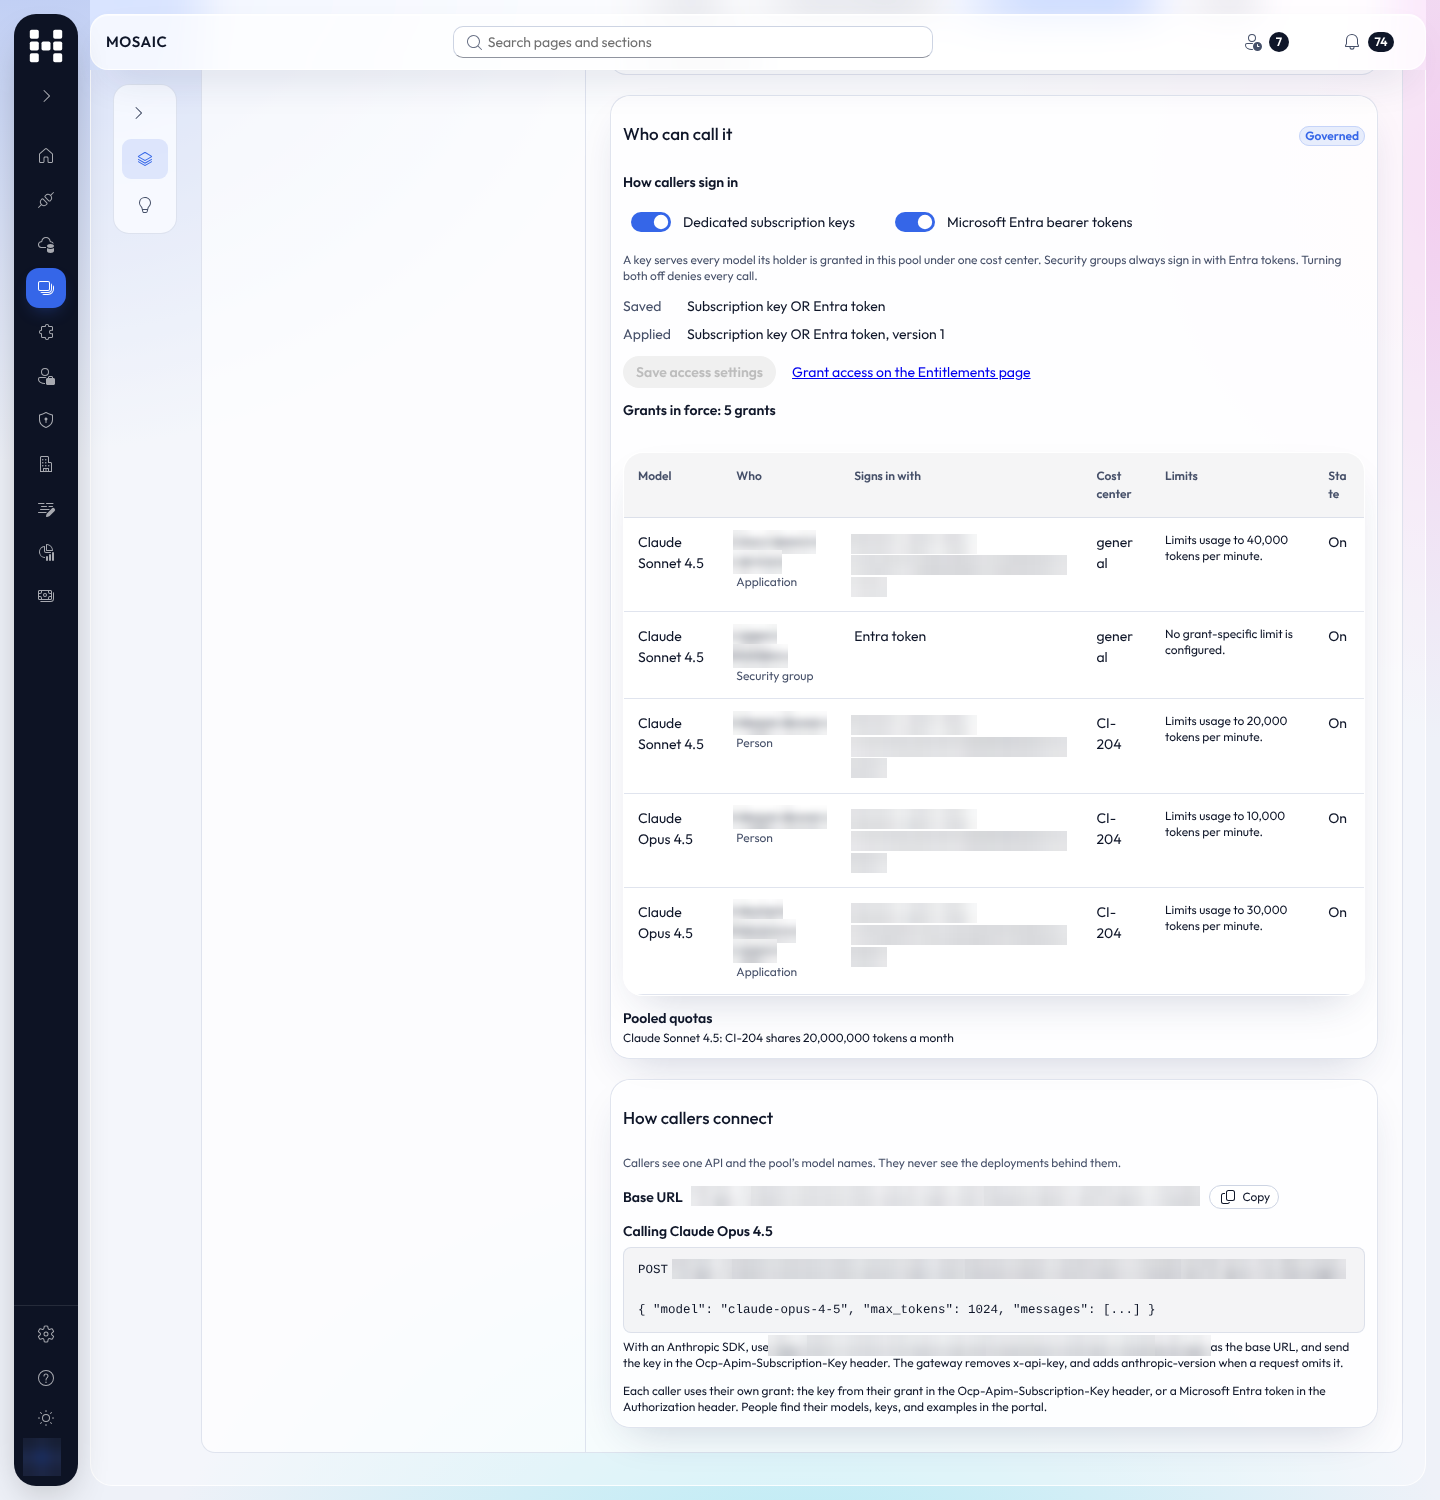 MOSAIC
Search pages and sections
7
74
Who can call it
Governed
How callers sign in
Dedicated subscription keys
Microsoft Entra bearer tokens
A key serves every model its holder is granted in this pool under one cost center. Security groups always sign in with Entra tokens. Turning
both off denies every call.
Saved Subscription key OR Entra token
Applied Subscription key OR Entra token, version 1
Save access settings
Grant access on the Entitlements page
Grants in force: 5 grants
Model Who Signs in with Cost Limits Sta
center te
Claude gener Limits usage to 40,000 On
Sonnet 4.5 al tokens per minute.
Application
Claude Entra token gener No grant-specific limit is On
Sonnet 4.5 al configured.
Security group
Claude CI- Limits usage to 20,000 On
Sonnet 4.5 Person 204 tokens per minute.
Claude CI- Limits usage to 10,000 On
Opus 4.5 Person 204 tokens per minute.
Claude CI- Limits usage to 30,000 On
Opus 4.5 204 tokens per minute.
Application
Pooled quotas
Claude Sonnet 4.5: CI-204 shares 20,000,000 tokens a month
How callers connect
Callers see one API and the pool's model names. They never see the deployments behind them.
Base URL
Copy
Calling Claude Opus 4.5
POST
{ "model": "claude-opus-4-5", "max_tokens": 1024, "messages": [...] }
With an Anthropic SDK, use as the base URL, and send
the key in the Ocp-Apim-Subscription-Key header. The gateway removes x-api-key, and adds anthropic-version when a request omits it.
Each caller uses their own grant: the key from their grant in the Ocp-Apim-Subscription-Key header, or a Microsoft Entra token in the
Authorization header. People find their models, keys, and examples in the portal.